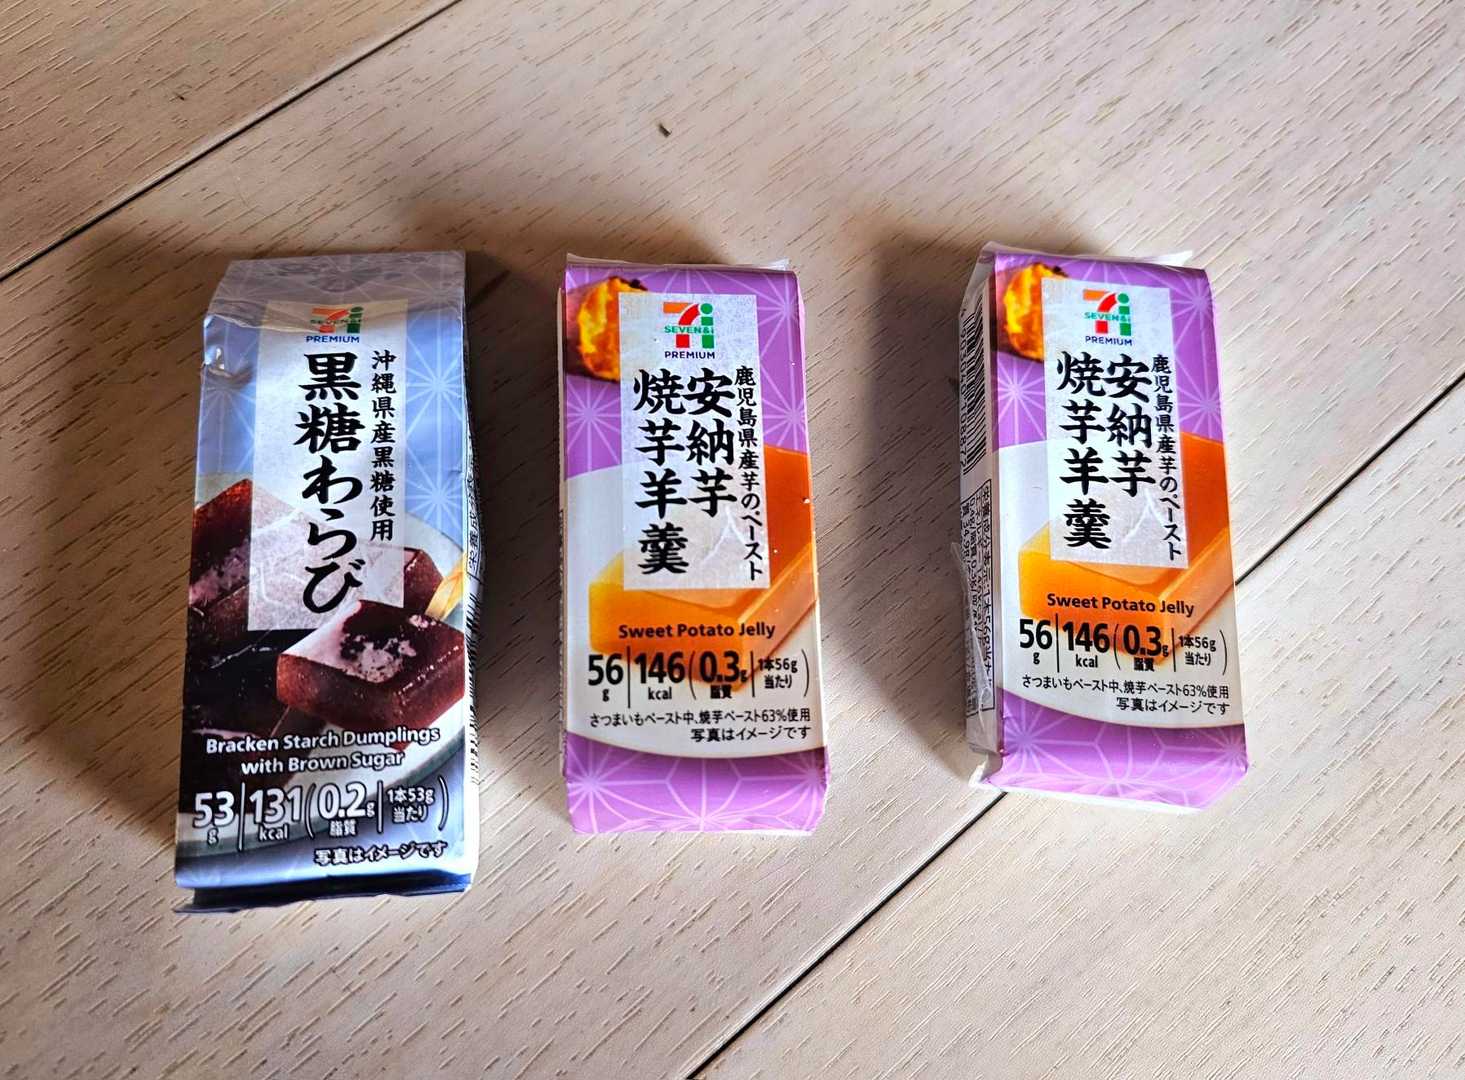 SEVEN&i
PREMIUM
沖縄県産黒糖使用
黒糖わらび
Bracken Starch Dumplings
with Brown Sugar
53g 131kcal (0.2g 脂質 1本53g当たり)
写真はイメージです
SEVEN&i
PREMIUM
鹿児島県産芋のペースト
安納芋
焼芋羊羹
Sweet Potato Jelly
56g 146kcal (0.3g 脂質 1本56g当たり)
さつまいもペースト中、焼芋ペースト63%使用
写真はイメージです
SEVEN&i
PREMIUM
鹿児島県産芋のペースト
安納芋
焼芋羊羹
Sweet Potato Jelly
56g 146kcal (0.3g 脂質 1本56g当たり)
さつまいもペースト中、焼芋ペースト63%使用
写真はイメージです